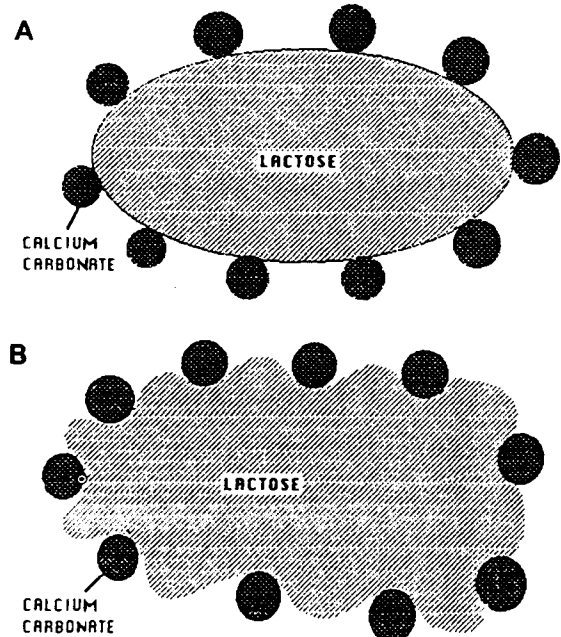 A
LACTOSE
CALCIUM
CARBONATE
B
LACTOSE
CALCIUM
CARBONATE